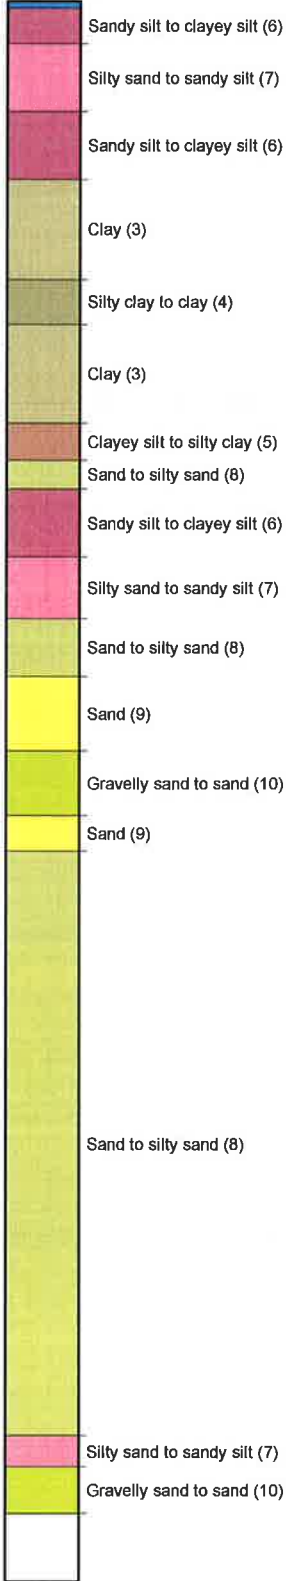 Sandy silt to clayey silt (6)
Silty sand to sandy silt (7)
Sandy silt to clayey silt (6)
Clay (3)
Silty clay to clay (4)
Clay (3)
Clayey silt to silty clay (5)
Sand to silty sand (8)
Sandy silt to clayey silt (6)
Silty sand to sandy silt (7)
Sand to silty sand (8)
Sand (9)
Gravelly sand to sand (10)
Sand (9)
Sand to silty sand (8)
Silty sand to sandy silt (7)
Gravelly sand to sand (10)